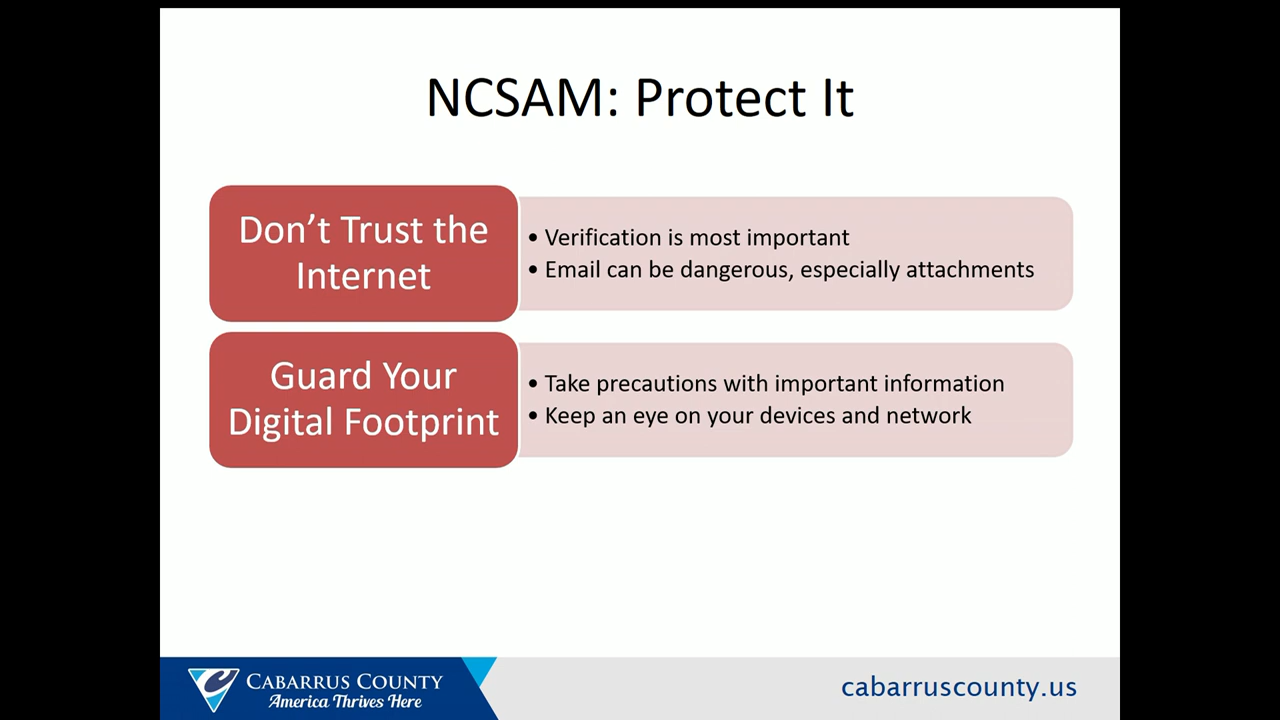 NCSAM: Protect It
Don’t Trust the
Internet
• Verification is most important
• Email can be dangerous, especially attachments
Guard Your
Digital Footprint
• Take precautions with important information
• Keep an eye on your devices and network
CABARRUS COUNTY
America Thrives Here
cabarruscounty.us